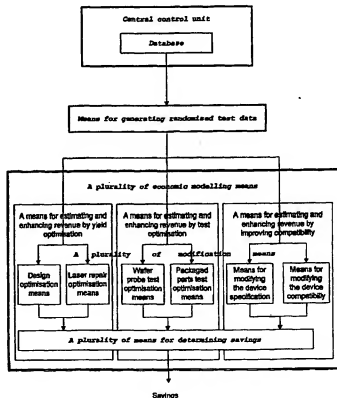 Central control unit
Database
Means for generating randomised test data
A plurality of economic modelling means
A means for estimating and
enhancing revenue by yield
optimisation
A means for estimating and
enhancing revenue by test
optimisation
A means for estimating and
enhancing revenue by
improving compatibility
A plurality of modification means
Design
optimisation
means
Laser repair
optimisation
means
Wafer
probe test
optimisation
means
Packaged
parts test
optimisation
means
Means for
modifying
the device
specification
Means for
modifying
the device
compatibility
A plurality of means for determining savings
Savings